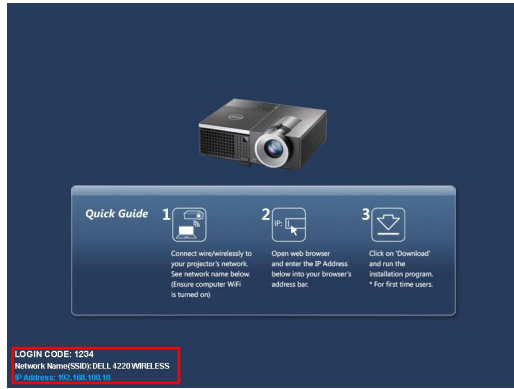 Quick Guide
1
Connect wire/wirelessly to
your projector's network.
See network name below.
(Ensure computer WiFi
is turned on)
2
IP:
Open web browser
and enter the IP Address
below into your browser's
address bar.
3
Click on 'Download'
and run the
installation program.
* For first time users.
LOGIN CODE: 1234
Network Name(SSID): DELL 4220 WIRELESS
IP Address: 192.168.100.10